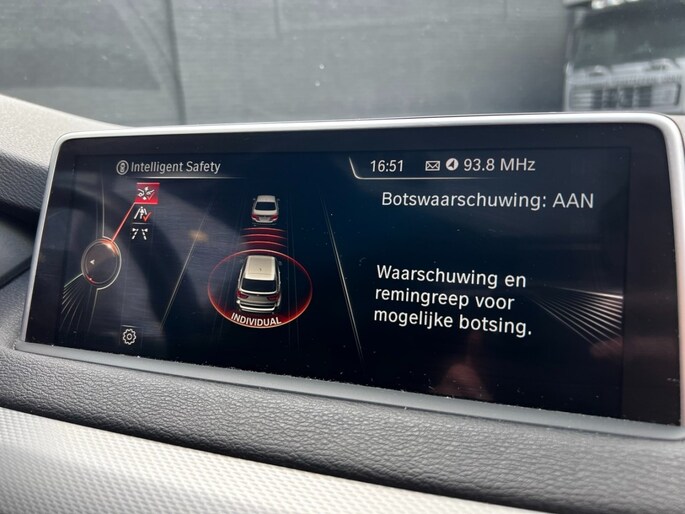 Intelligent Safety
16:51 93.8 MHz
Botswaarschuwing: AAN
Waarschuwing en
remingreep voor
mogelijke botsing.
INDIVIDUAL